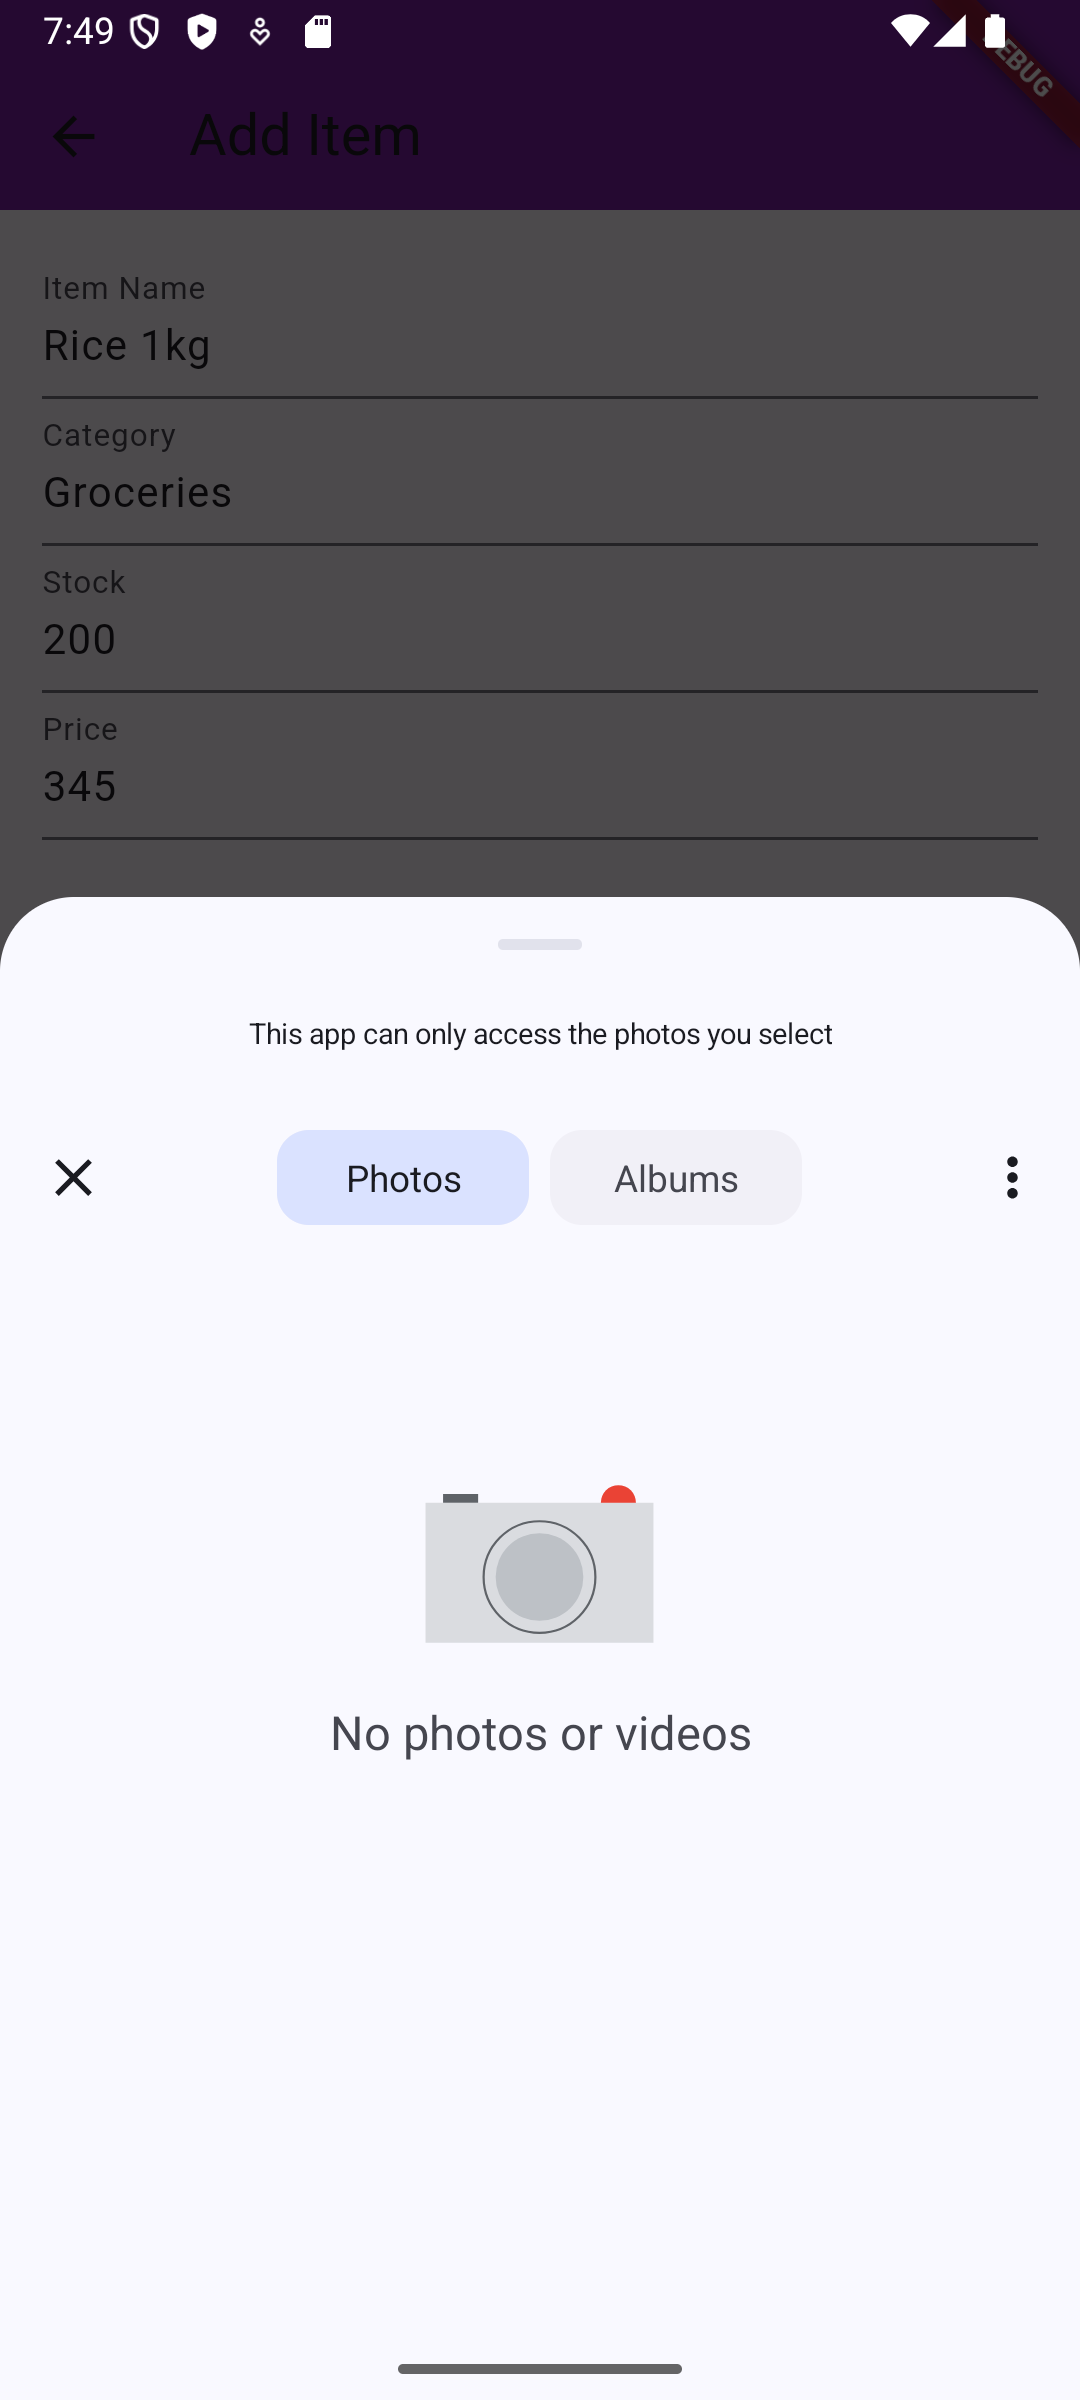 7:49
EBUG
Add Item
Item Name
Rice 1kg
Category
Groceries
Stock
200
Price
345
This app can only access the photos you select
Photos
Albums
No photos or videos